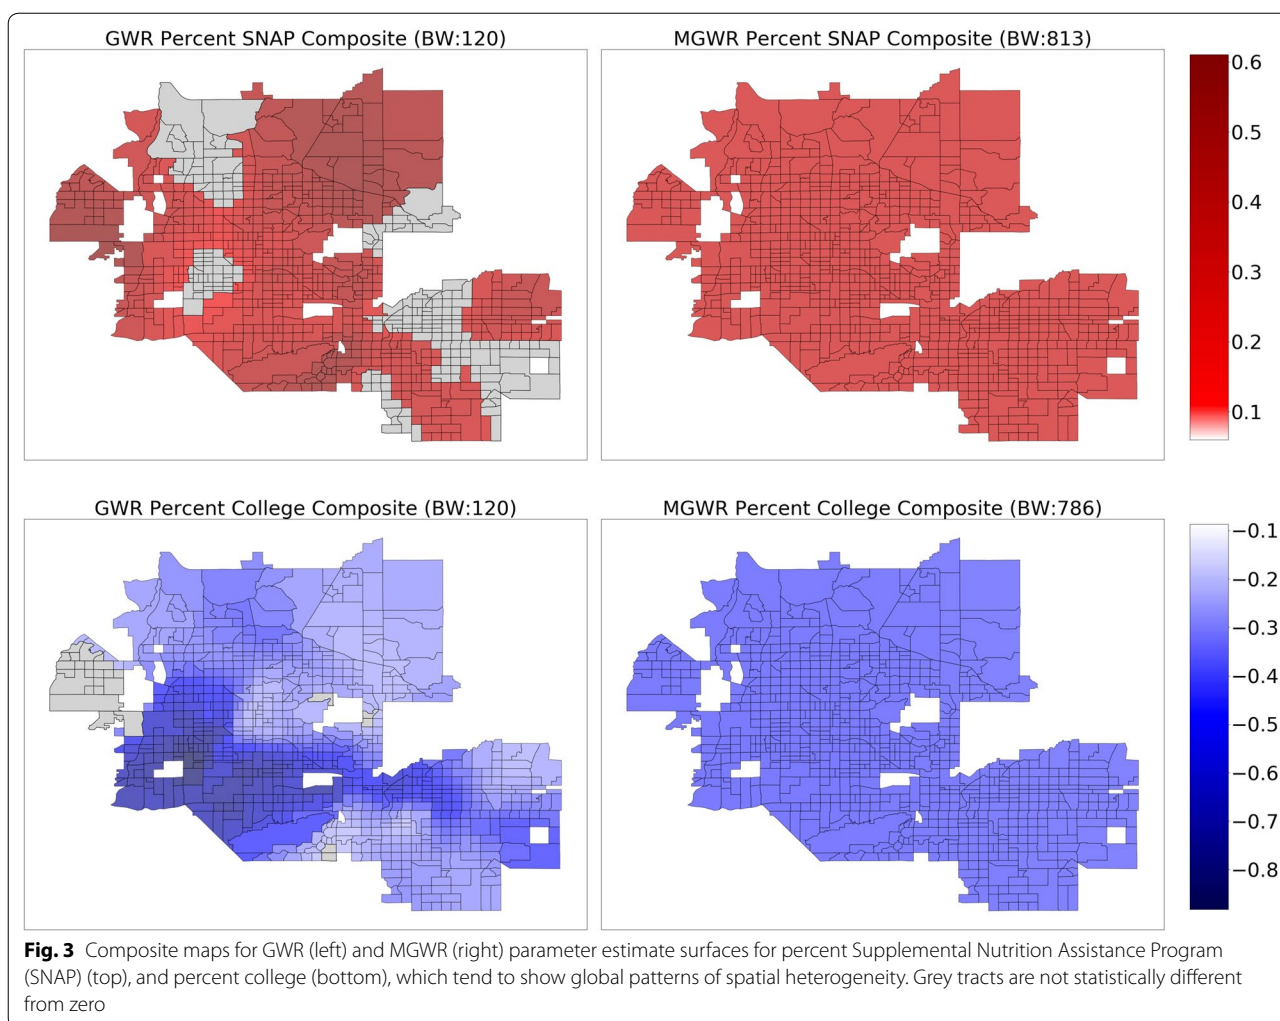 GWR Percent SNAP Composite (BW:120)
MGWR Percent SNAP Composite (BW:813)
0.6
0.5
0.4
0.3
0.2
0.1
GWR Percent College Composite (BW:120)
MGWR Percent College Composite (BW:786)
−0.1
−0.2
−0.3
−0.4
−0.5
−0.6
−0.7
−0.8
Fig. 3 Composite maps for GWR (left) and MGWR (right) parameter estimate surfaces for percent Supplemental Nutrition Assistance Program
(SNAP) (top), and percent college (bottom), which tend to show global patterns of spatial heterogeneity. Grey tracts are not statistically different
from zero